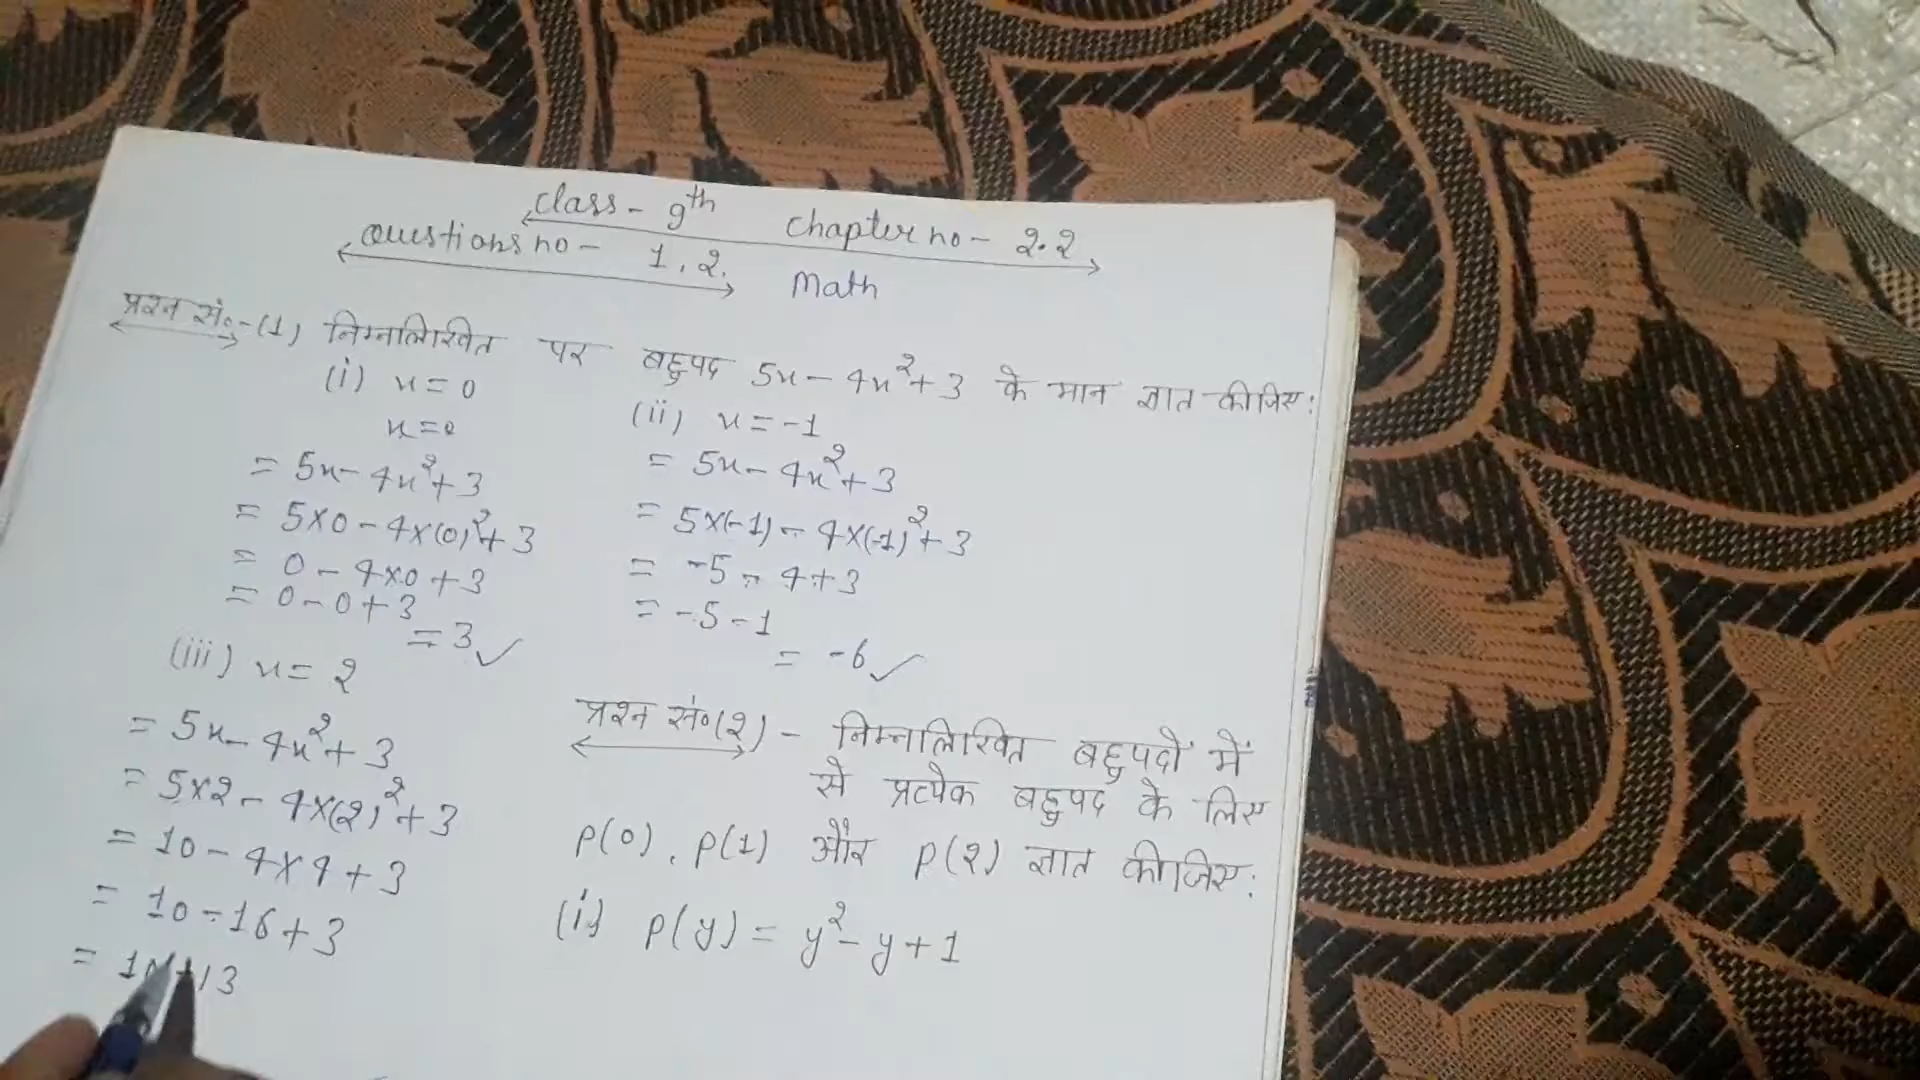 class - 9th chapter no - 2.2
questions no - 1, 2. Math
प्रश्न सं०-(1) निम्नलिखित पर बहुपद 5x - 4x² + 3 के मान ज्ञात कीजिए:
(i) x = 0
x = 0
= 5x - 4x² + 3
= 5×0 - 4×(0)² + 3
= 0 - 4×0 + 3
= 0 - 0 + 3
= 3 ✓
(ii) x = -1
= 5x - 4x² + 3
= 5×(-1) - 4×(-1)² + 3
= -5 - 4 + 3
= -5 - 1
= -6 ✓
(iii) x = 2
= 5x - 4x² + 3
= 5×2 - 4×(2)² + 3
= 10 - 4×4 + 3
= 10 - 16 + 3
= 13
प्रश्न सं०(2) - निम्नलिखित बहुपदों में
से प्रत्येक बहुपद के लिए
p(0), p(1) और p(2) ज्ञात कीजिए:
(i) p(y) = y² - y + 1